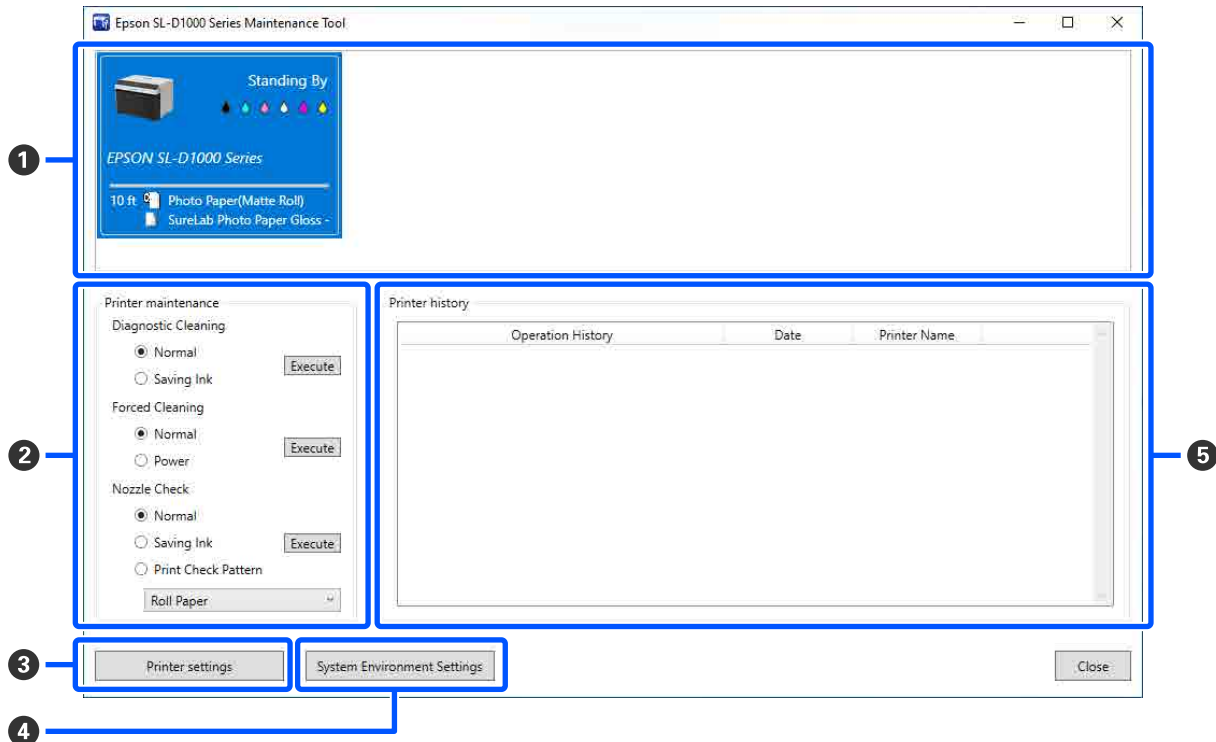 Epson SL-D1000 Series Maintenance Tool
Standing By
1
EPSON SL-D1000 Series
10 ft Photo Paper(Matte Roll)
SureLab Photo Paper Gloss -
Printer maintenance
Diagnostic Cleaning
Normal
Execute
Saving Ink
Forced Cleaning
Normal
Execute
2
Power
Nozzle Check
Normal
Saving Ink
Execute
Print Check Pattern
Roll Paper
Printer history
Operation History Date Printer Name
5
3
Printer settings
System Environment Settings
Close
4